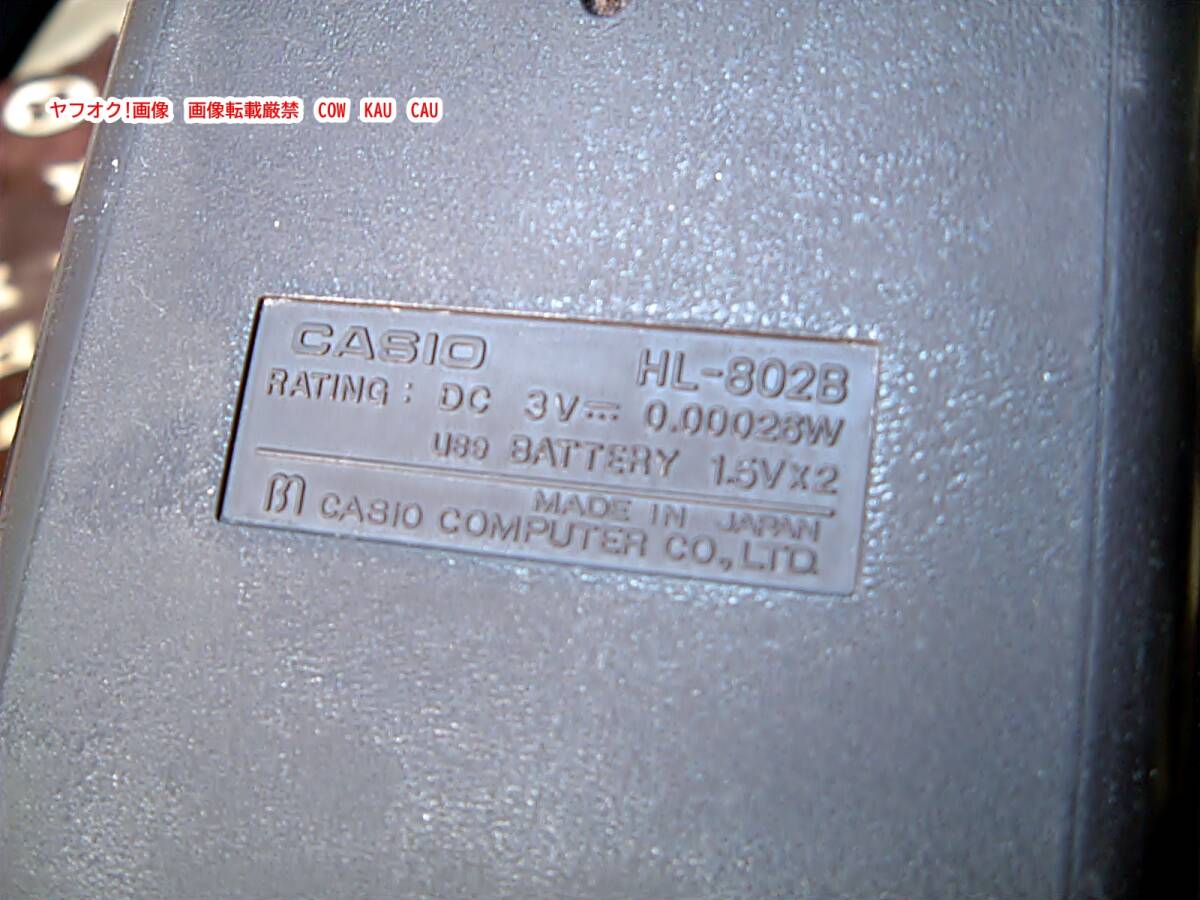 ヤフオク!画像 画像転載厳禁 COW KAU CAU
CASIO HL-802B
RATING : DC 3V⎓ 0.00026W
U89 BATTERY 1.5V×2
MADE IN JAPAN
CASIO COMPUTER CO., LTD.